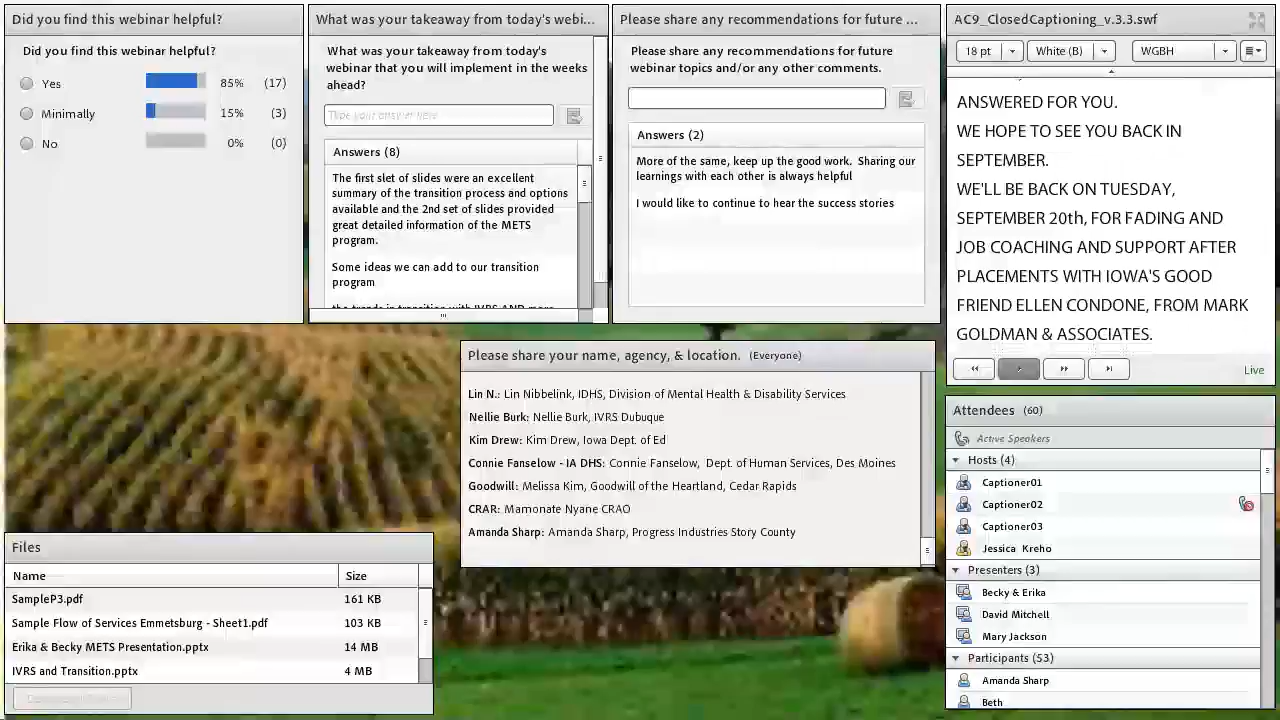 Did you find this webinar helpful?
Did you find this webinar helpful?
Yes 85% (17)
Minimally 15% (3)
No 0% (0)
What was your takeaway from today's webi...
What was your takeaway from today's
webinar that you will implement in the weeks
ahead?
Type your answer here
Answers (8)
The first slet of slides were an excellent
summary of the transition process and options
available and the 2nd set of slides provided
great detailed information of the METS
program.
Some ideas we can add to our transition
program
the trends in transition with IVRS AND more
Please share any recommendations for future ...
Please share any recommendations for future
webinar topics and/or any other comments.
Answers (2)
More of the same, keep up the good work. Sharing our
learnings with each other is always helpful
I would like to continue to hear the success stories
AC9_ClosedCaptioning_v.3.3.swf
18 pt White (B) WGBH
ANSWERED FOR YOU.
WE HOPE TO SEE YOU BACK IN
SEPTEMBER.
WE'LL BE BACK ON TUESDAY,
SEPTEMBER 20th, FOR FADING AND
JOB COACHING AND SUPPORT AFTER
PLACEMENTS WITH IOWA'S GOOD
FRIEND ELLEN CONDONE, FROM MARK
GOLDMAN & ASSOCIATES.
Live
Please share your name, agency, & location. (Everyone)
Lin N.: Lin Nibbelink, IDHS, Division of Mental Health & Disability Services
Nellie Burk: Nellie Burk, IVRS Dubuque
Kim Drew: Kim Drew, Iowa Dept. of Ed
Connie Fanselow - IA DHS: Connie Fanselow, Dept. of Human Services, Des Moines
Goodwill: Melissa Kim, Goodwill of the Heartland, Cedar Rapids
CRAR: Mamonate Nyane CRAO
Amanda Sharp: Amanda Sharp, Progress Industries Story County
Files
Name Size
SampleP3.pdf 161 KB
Sample Flow of Services Emmetsburg - Sheet1.pdf 103 KB
Erika & Becky METS Presentation.pptx 14 MB
IVRS and Transition.pptx 4 MB
Attendees (60)
Active Speakers
Hosts (4)
Captioner01
Captioner02
Captioner03
Jessica Kreho
Presenters (3)
Becky & Erika
David Mitchell
Mary Jackson
Participants (53)
Amanda Sharp
Beth